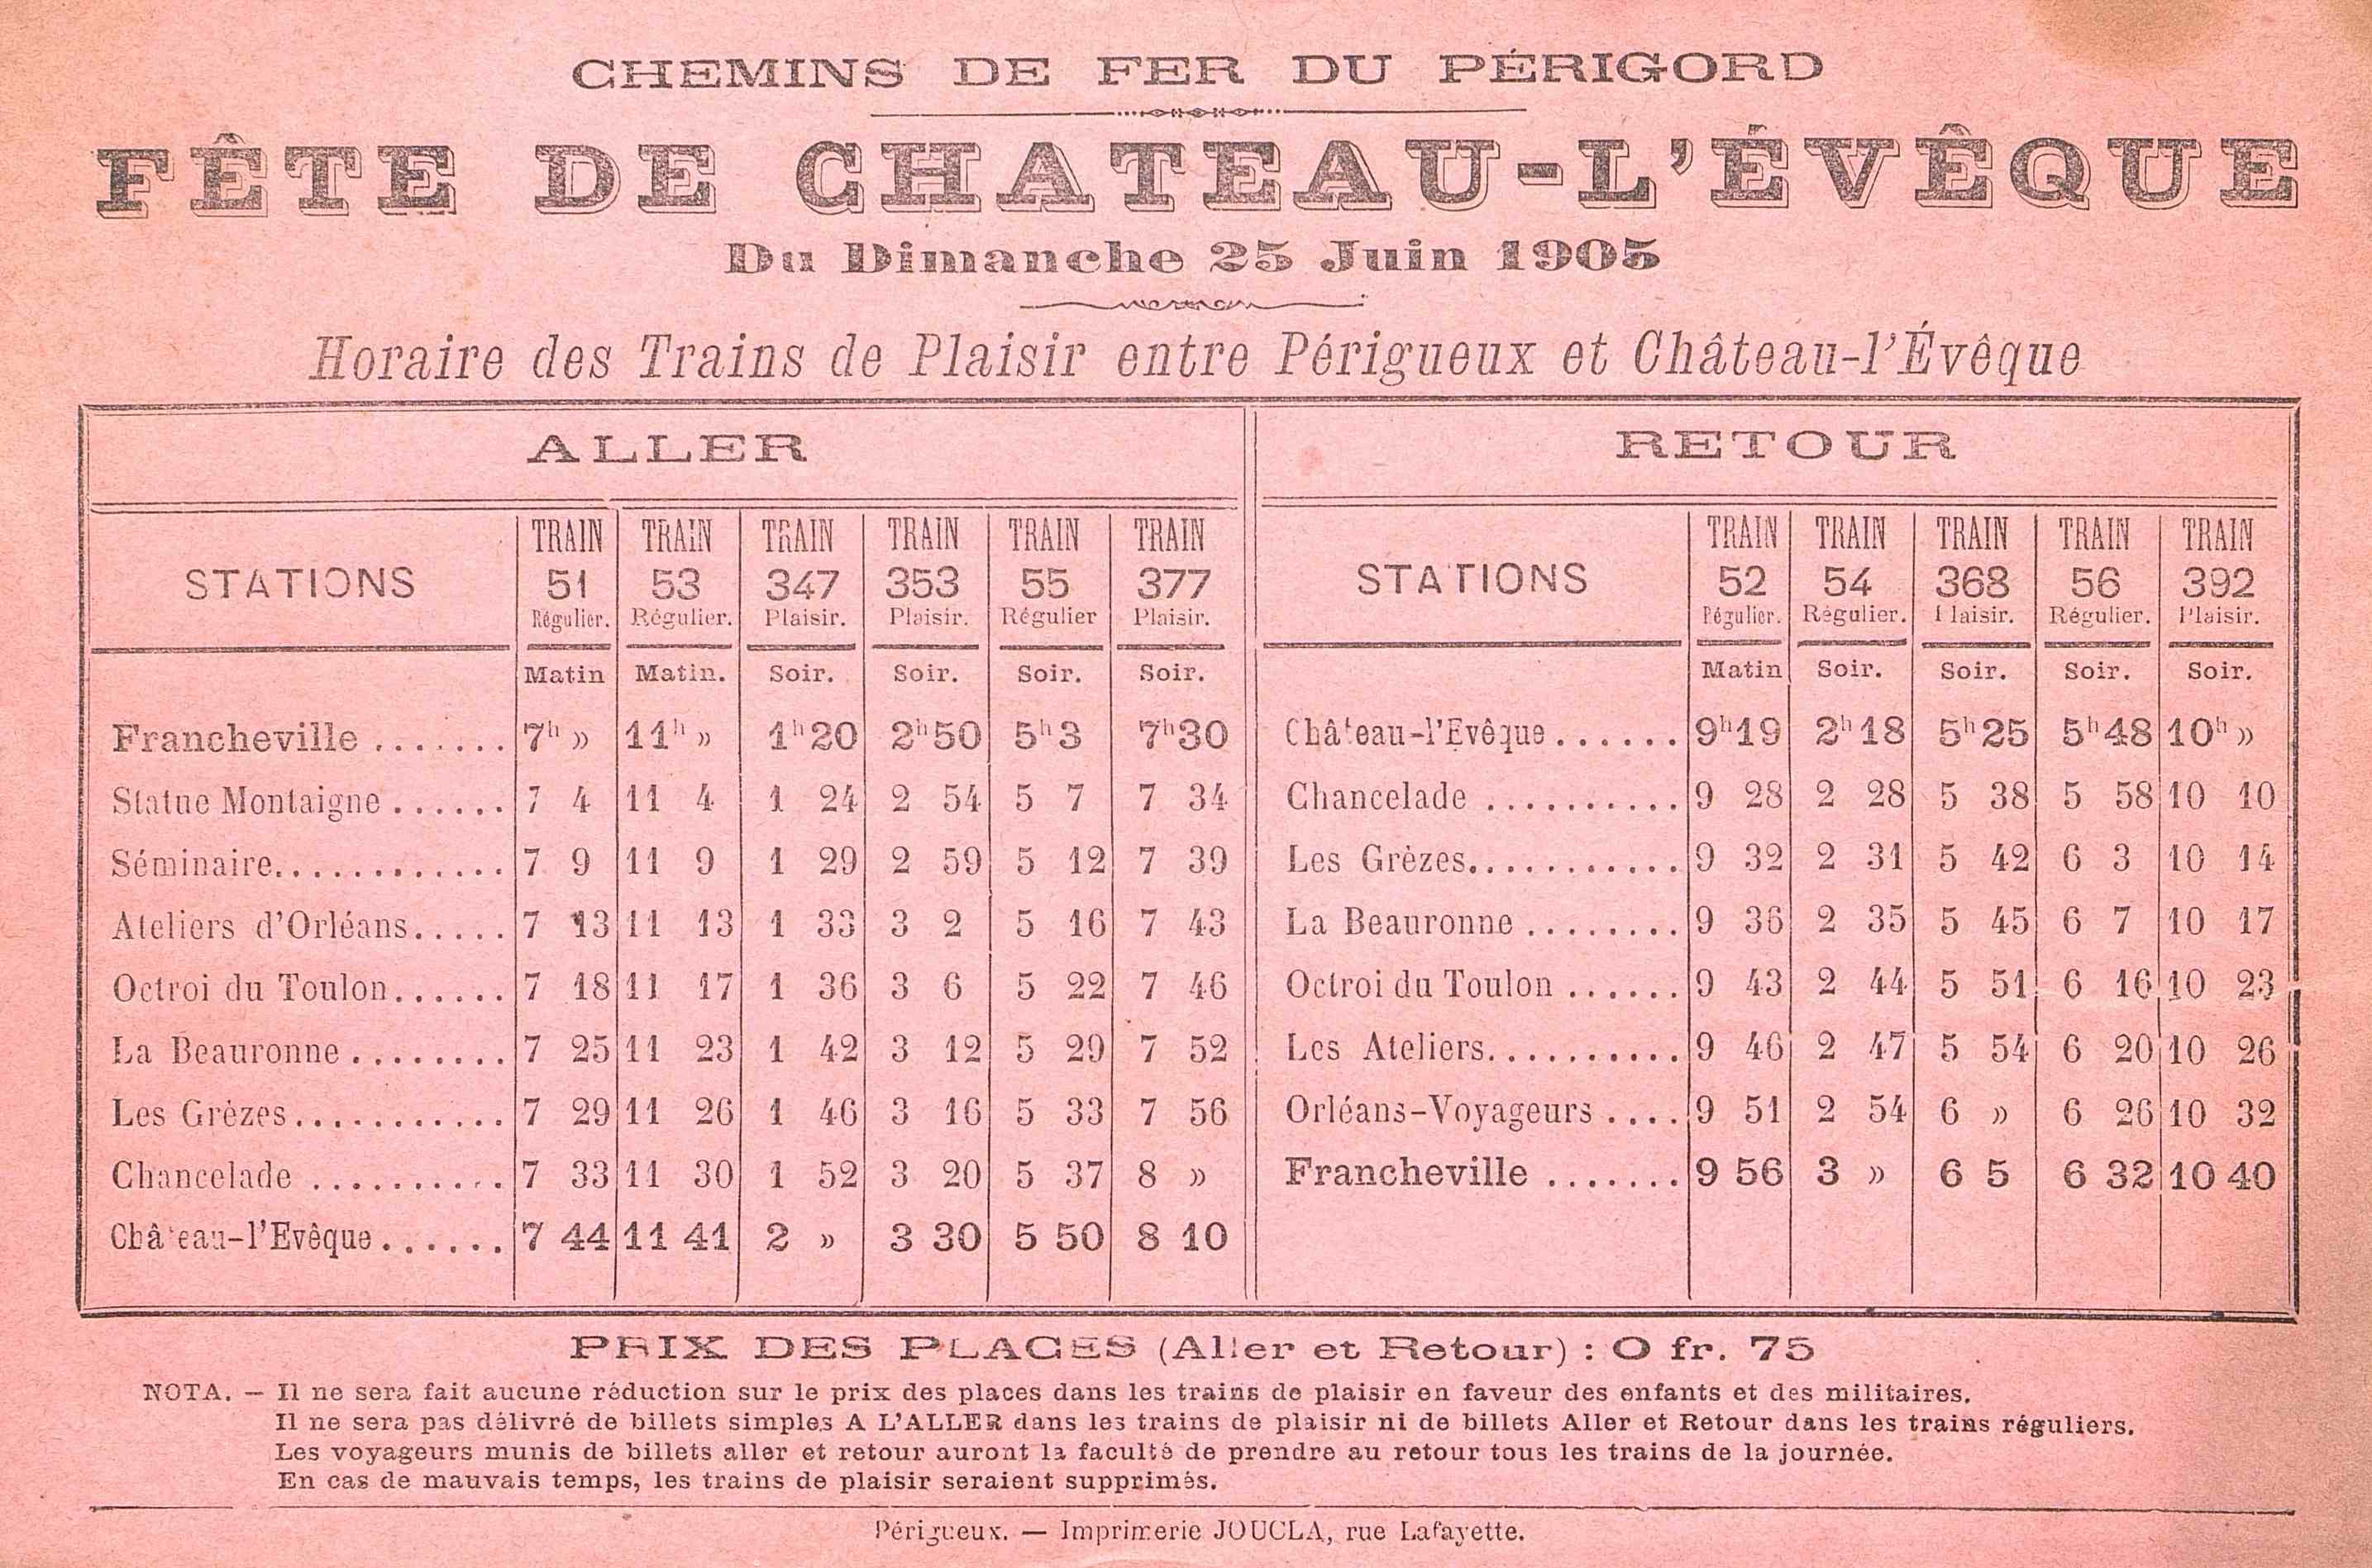 CHEMINS DE FER DU PÉRIGORD
FÊTE DE CHATEAU-L'ÉVÊQUE
Du Dimanche 25 Juin 1905
Horaire des Trains de Plaisir entre Périgueux et Château-l'Évêque
ALLER
STATIONS TRAIN 51 Régulier. TRAIN 53 Régulier. TRAIN 347 Plaisir. TRAIN 353 Plaisir. TRAIN 55 Régulier TRAIN 377 Plaisir.
Matin Matin. Soir. Soir. Soir. Soir.
Francheville ....... 7h » 11h » 1h20 2h50 5h3 7h30
Statue Montaigne ...... 7 4 11 4 1 24 2 54 5 7 7 34
Séminaire............ 7 9 11 9 1 29 2 59 5 12 7 39
Ateliers d'Orléans..... 7 13 11 13 1 33 3 2 5 16 7 43
Octroi du Toulon...... 7 18 11 17 1 36 3 6 5 22 7 46
La Beauronne ........ 7 25 11 23 1 42 3 12 5 29 7 52
Les Grèzes........... 7 29 11 26 1 46 3 16 5 33 7 56
Chancelade .......... 7 33 11 30 1 52 3 20 5 37 8 »
Château-l'Evêque ...... 7 44 11 41 2 » 3 30 5 50 8 10
RETOUR
STATIONS TRAIN 52 Régulier. TRAIN 54 Régulier. TRAIN 368 Plaisir. TRAIN 56 Régulier. TRAIN 392 Plaisir.
Matin Soir. Soir. Soir. Soir.
Château-l'Evêque ...... 9h19 2h18 5h25 5h48 10h »
Chancelade .......... 9 28 2 28 5 38 5 58 10 10
Les Grèzes........... 9 32 2 31 5 42 6 3 10 14
La Beauronne ........ 9 36 2 35 5 45 6 7 10 17
Octroi du Toulon ...... 9 43 2 44 5 51 6 16 10 23
Les Ateliers.......... 9 46 2 47 5 54 6 20 10 26
Orléans-Voyageurs .... 9 51 2 54 6 » 6 26 10 32
Francheville ....... 9 56 3 » 6 5 6 32 10 40
PRIX DES PLACES (Aller et Retour) : 0 fr. 75
NOTA. — Il ne sera fait aucune réduction sur le prix des places dans les trains de plaisir en faveur des enfants et des militaires.
Il ne sera pas délivré de billets simples A L'ALLER dans les trains de plaisir ni de billets Aller et Retour dans les trains réguliers.
Les voyageurs munis de billets aller et retour auront la faculté de prendre au retour tous les trains de la journée.
En cas de mauvais temps, les trains de plaisir seraient supprimés.
Périgueux. — Imprimerie JOUCLA, rue Lafayette.